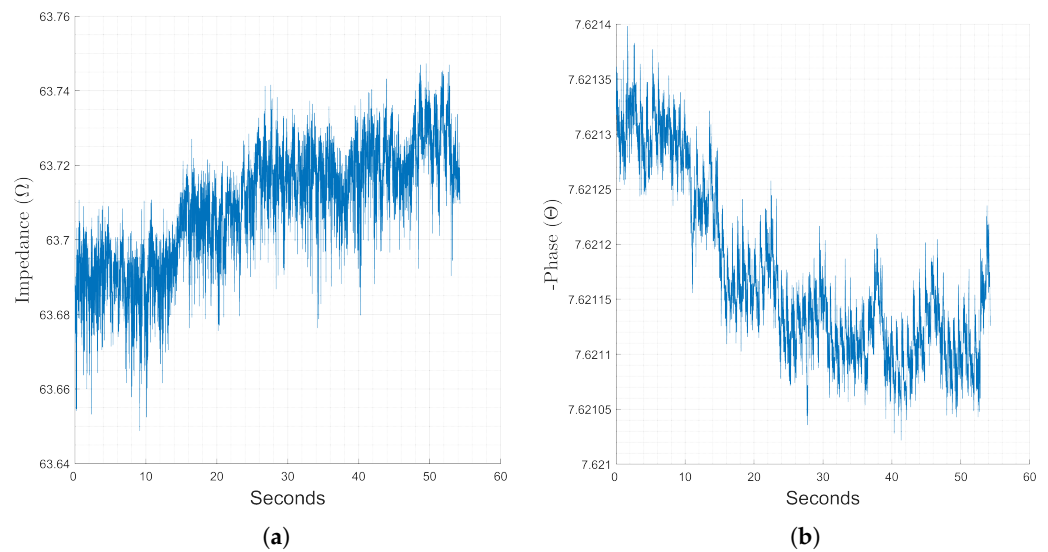 63.76
63.74
63.72
63.7
63.68
63.66
63.64
0 10 20 30 40 50 60
Impedance (Ω)
Seconds
(a)
7.6214
7.62135
7.6213
7.62125
7.6212
7.62115
7.6211
7.62105
7.621
0 10 20 30 40 50 60
-Phase (Θ)
Seconds
(b)